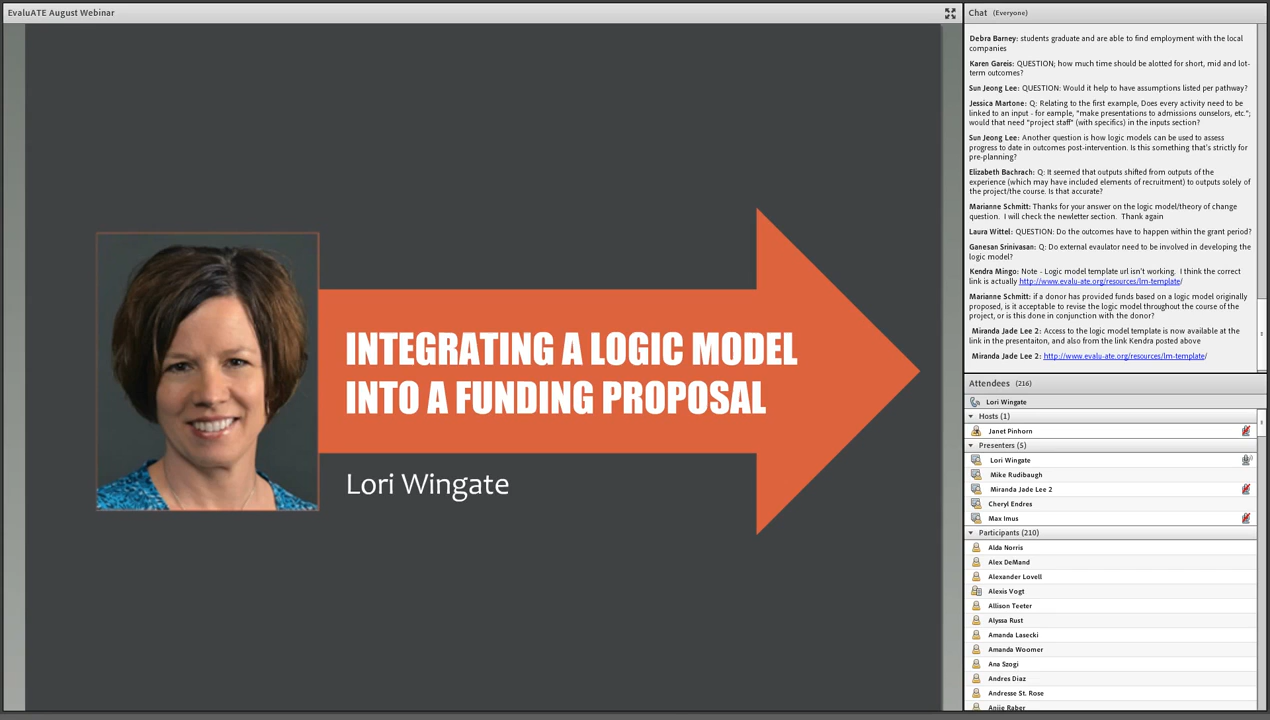 EvaluATE August Webinar
INTEGRATING A LOGIC MODEL
INTO A FUNDING PROPOSAL
Lori Wingate
Chat (Everyone)
Debra Barney: students graduate and are able to find employment with the local
companies
Karen Gareis: QUESTION; how much time should be alotted for short, mid and lot-
term outcomes?
Sun Jeong Lee: QUESTION: Would it help to have assumptions listed per pathway?
Jessica Martone: Q: Relating to the first example, Does every activity need to be
linked to an input - for eample, "make presentations to admissions ounselors, etc.";
would that need "project staff" (with specifics) in the inputs section?
Sun Jeong Lee: Another question is how logic models can be used to assess
progress to date in outcomes post-intervention. Is this something that's strictly for
pre-planning?
Elizabeth Bachrach: Q: It seemed that outputs shifted from outputs of the
experience (which may have included elements of recruitment) to outputs solely of
the project/the course. Is that accurate?
Marianne Schmitt: Thanks for your answer on the logic model/theory of change
question. I will check the newletter section. Thank again
Laura Wittel: QUESTION: Do the outcomes have to happen within the grant period?
Ganesan Srinivasan: Q: Do external evaulator need to be involved in developing the
logic model?
Kendra Mingo: Note - Logic model template url isn't working. I think the correct
link is actually http://www.evalu-ate.org/resources/lm-template/
Marianne Schmitt: if a donor has provided funds based on a logic model originally
proposed, is it acceptable to revise the logic model throughout the course of the
project, or is this done in conjunction with the donor?
Miranda Jade Lee 2: Access to the logic model template is now available at the
link in the presentaiton, and also from the link Kendra posted above
Miranda Jade Lee 2: http://www.evalu-ate.org/resources/lm-template/
Attendees (216)
Lori Wingate
Hosts (1)
Janet Pinhorn
Presenters (5)
Lori Wingate
Mike Rudibaugh
Miranda Jade Lee 2
Cheryl Endres
Max Imus
Participants (210)
Alda Norris
Alex DeMand
Alexander Lovell
Alexis Vogt
Allison Teeter
Alyssa Rust
Amanda Lasecki
Amanda Woomer
Ana Szogi
Andres Diaz
Andresse St. Rose